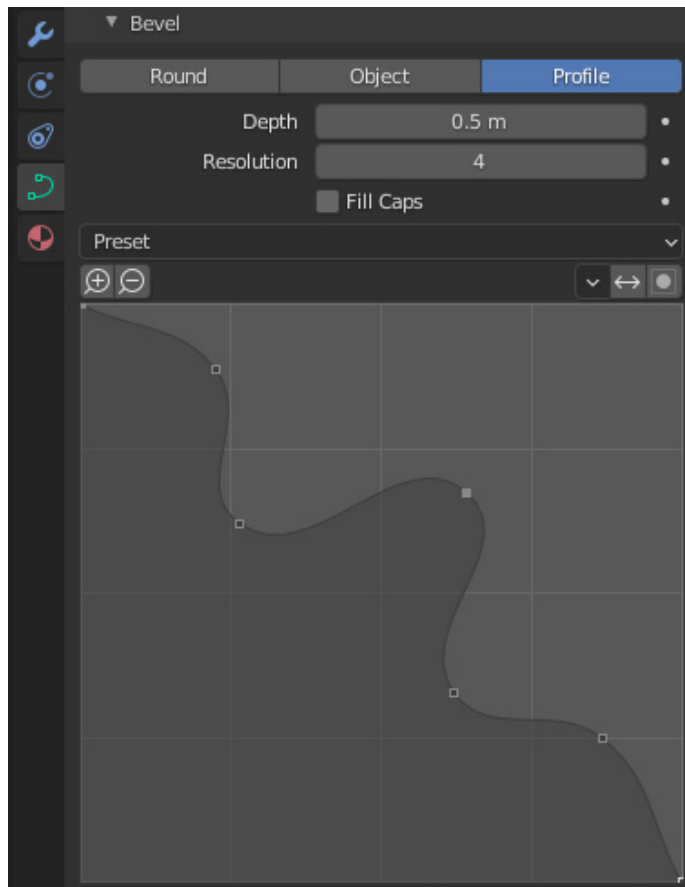 Bevel
Round Object Profile
Depth 0.5 m
Resolution 4
Fill Caps
Preset